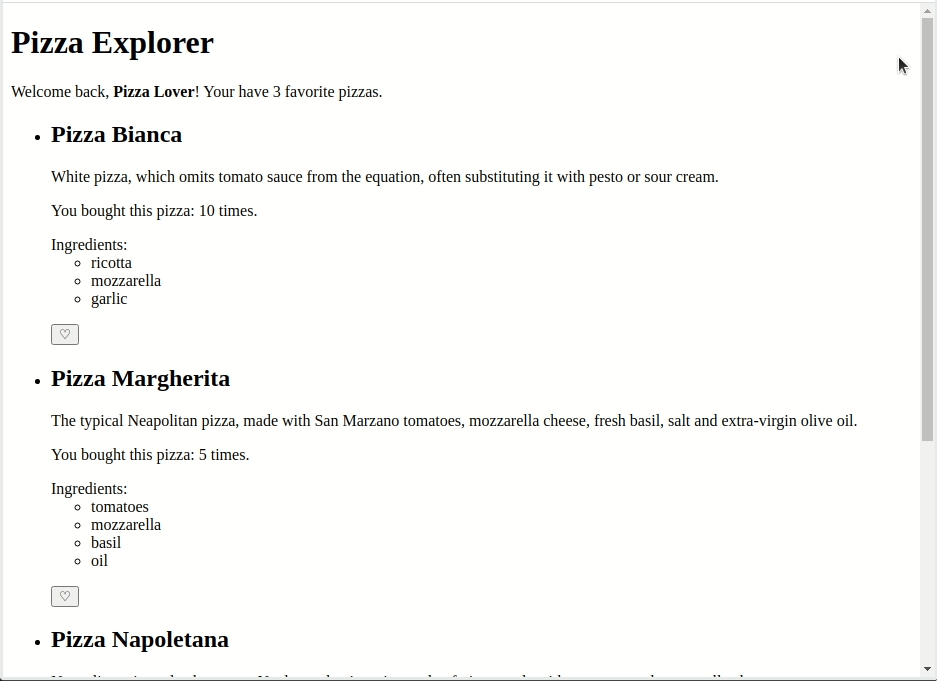 Pizza Explorer
Welcome back, Pizza Lover! Your have 3 favorite pizzas.
Pizza Bianca
White pizza, which omits tomato sauce from the equation, often substituting it with pesto or sour cream.
You bought this pizza: 10 times.
Ingredients:
ricotta
mozzarella
garlic
♡
Pizza Margherita
The typical Neapolitan pizza, made with San Marzano tomatoes, mozzarella cheese, fresh basil, salt and extra-virgin olive oil.
You bought this pizza: 5 times.
Ingredients:
tomatoes
mozzarella
basil
oil
♡
Pizza Napoletana